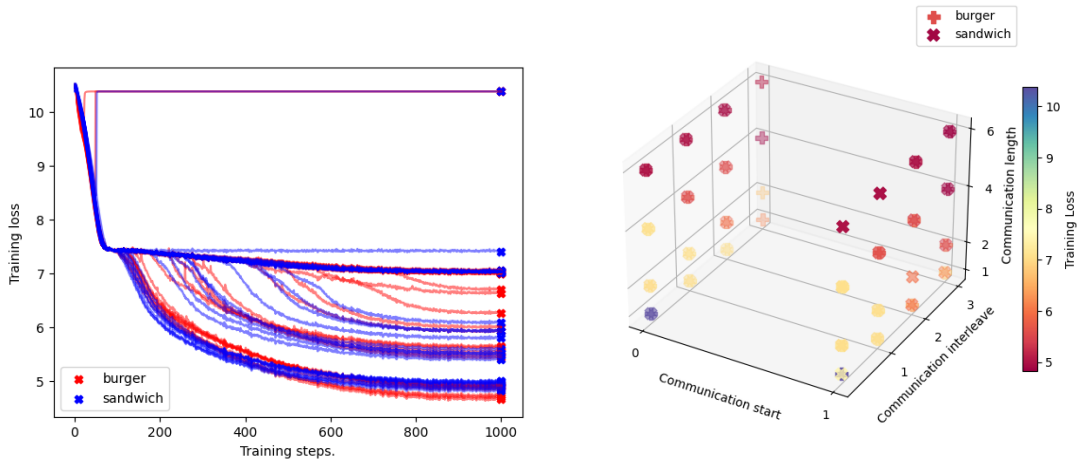 10
9
8
7
6
5
0
200
400
600
800
1000
Training loss
Training steps.
burger
sandwich
burger
sandwich
0
1
Communication start
1
2
3
Communication interleave
1
2
4
6
Communication length
10
9
8
7
6
5
Training Loss